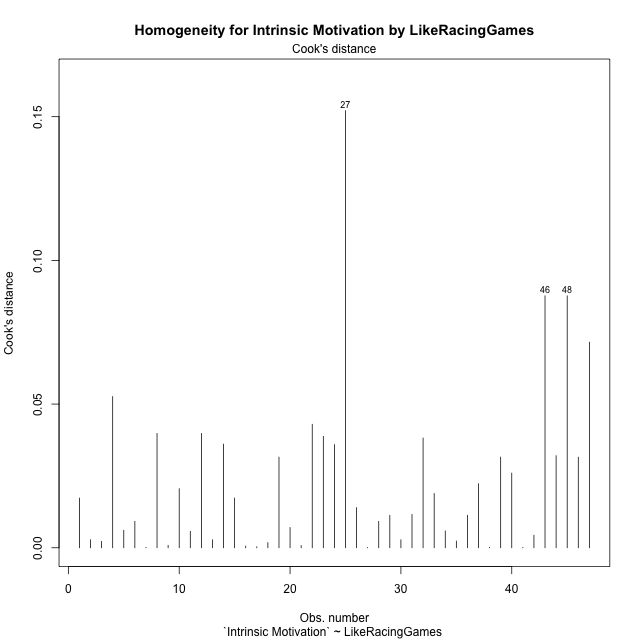 Homogeneity for Intrinsic Motivation by LikeRacingGames
Cook's distance
27
46 48
Cook's distance
0.15
0.10
0.05
0.00
0 10 20 30 40
Obs. number
`Intrinsic Motivation` ~ LikeRacingGames